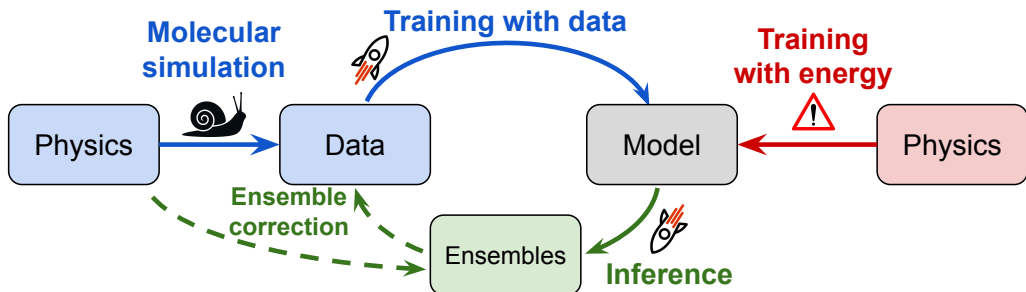 Training with data
Molecular
simulation
Training
with energy
Physics
Data
Model
!
Physics
Ensemble
correction
Ensembles
Inference